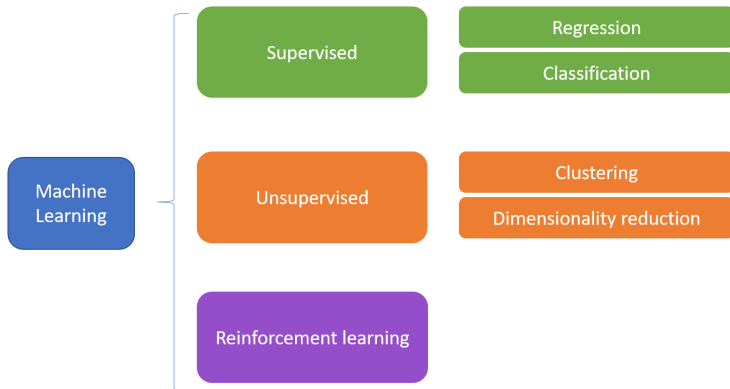 Machine
Learning
Supervised
Regression
Classification
Unsupervised
Clustering
Dimensionality reduction
Reinforcement learning